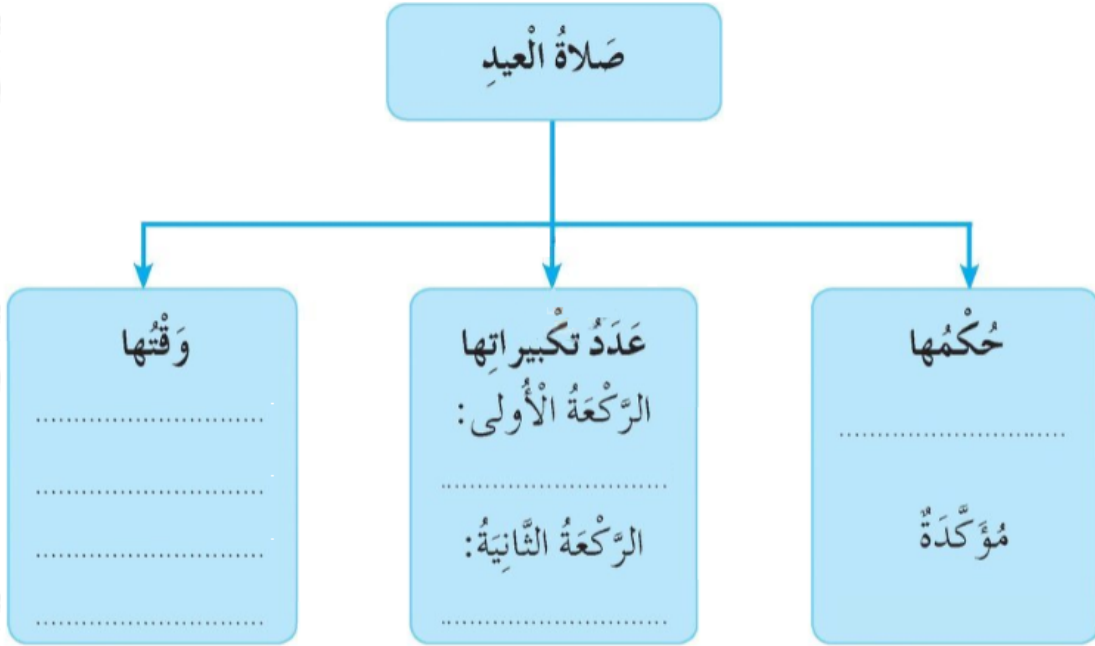 صَلاةُ الْعيدِ
حُكْمُها
................................
مُؤَكَّدَةٌ
عَدَدُ تكْبيراتِها
الرَّكْعَةُ الْأُولى:
................................
الرَّكْعَةُ الثَّانِيَةُ:
................................
وَقْتُها
................................
................................
................................
................................